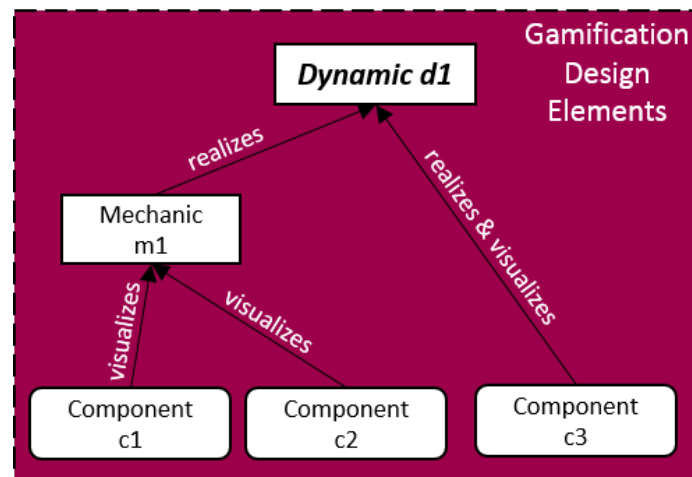 Gamification
Design
Elements
Dynamic d1
realizes
realizes & visualizes
Mechanic
m1
visualizes
visualizes
Component
c1
Component
c2
Component
c3